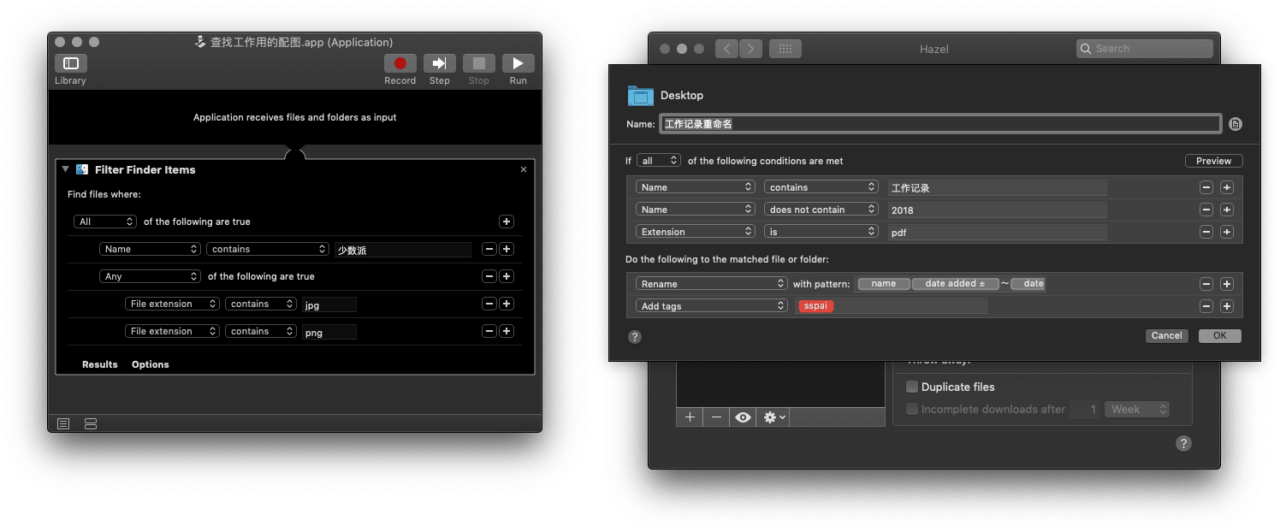 查找工作用的配图.app (Application)
Library
Record Step Stop Run
Application receives files and folders as input
Filter Finder Items
Find files where:
All of the following are true
Name contains 少数派
Any of the following are true
File extension contains jpg
File extension contains png
Results Options
Hazel
Search
Desktop
Name: 工作记录重命名
If all of the following conditions are met
Preview
Name contains 工作记录
Name does not contain 2018
Extension is pdf
Do the following to the matched file or folder:
Rename with pattern: name date added ± ~ date
Add tags sspai
? Cancel OK
Duplicate files
Incomplete downloads after 1 Week
?